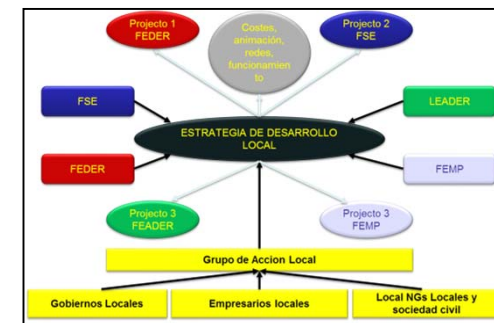 Projecto 1
FEDER
Costes,
animación,
redes,
funcionamien
to
Projecto 2
FSE
FSE
LEADER
ESTRATEGIA DE DESARROLLO
LOCAL
FEDER
FEMP
Projecto 3
FEADER
Projecto 3
FEMP
Grupo de Accion Local
Gobiernos Locales
Empresarios locales
Local NGs Locales y
sociedad civil